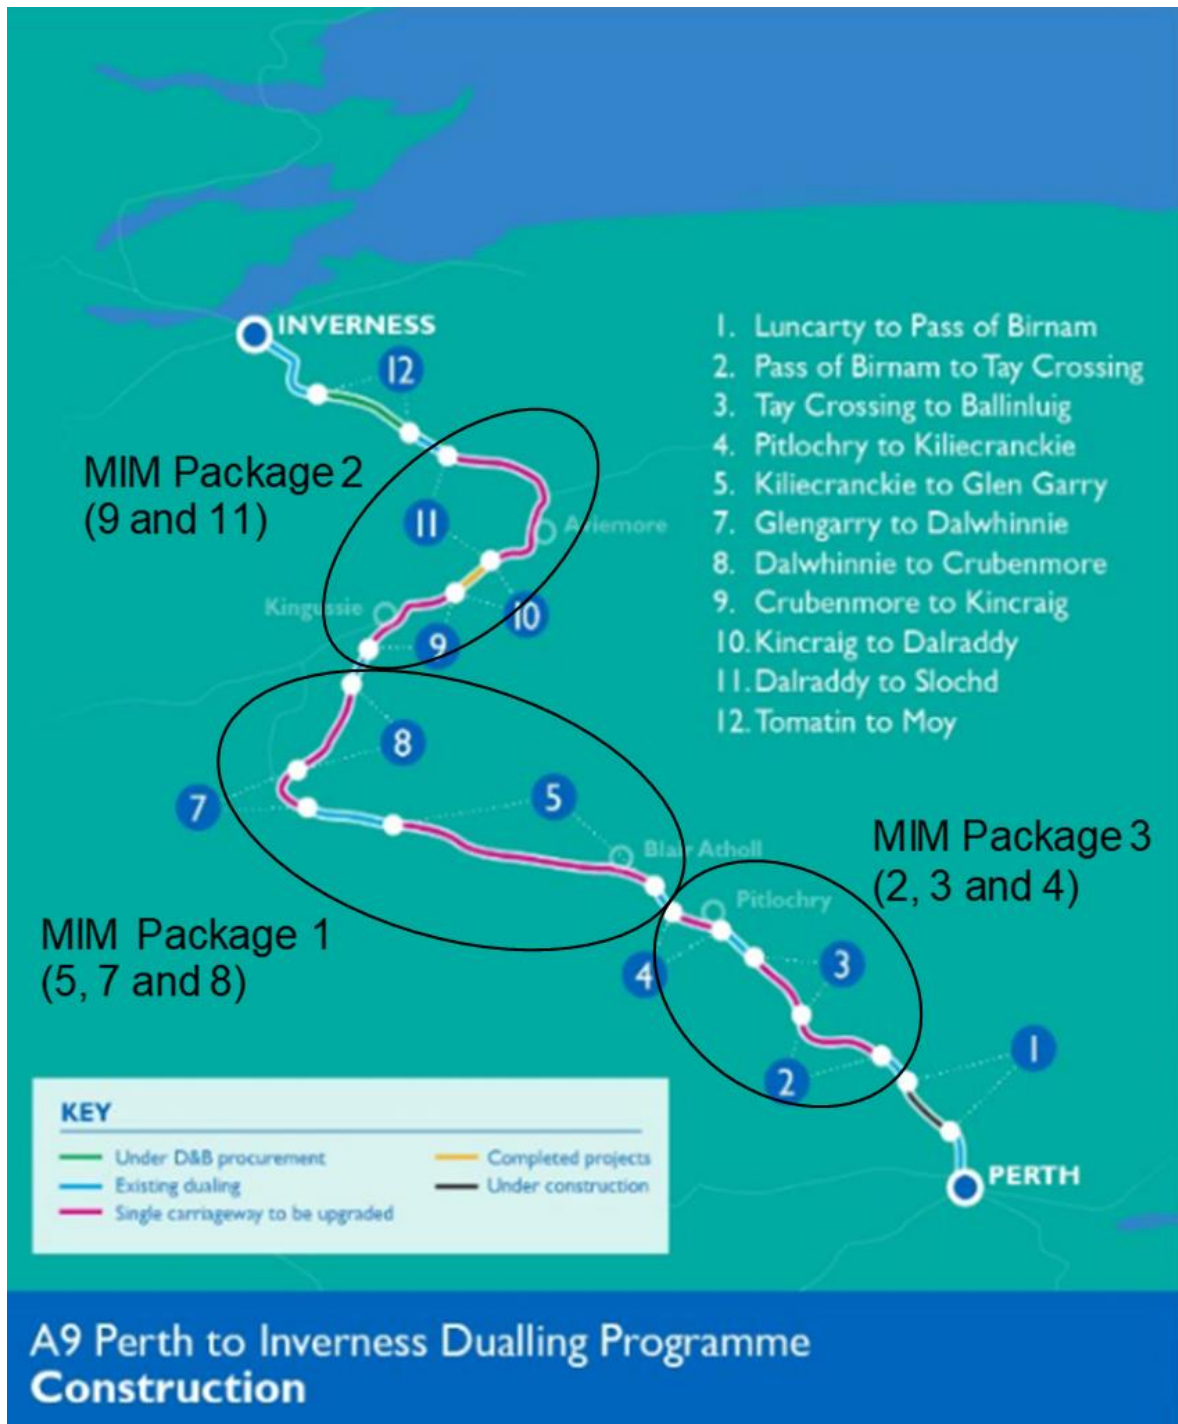 INVERNESS
12
MIM Package 2
(9 and 11)
11
Aviemore
Kingussie
10
9
1. Luncarty to Pass of Birnam
2. Pass of Birnam to Tay Crossing
3. Tay Crossing to Ballinluig
4. Pitlochry to Kiliecranckie
5. Kiliecranckie to Glen Garry
7. Glengarry to Dalwhinnie
8. Dalwhinnie to Crubenmore
9. Crubenmore to Kincraig
10. Kincraig to Dalraddy
11. Dalraddy to Slochd
12. Tomatin to Moy
8
7
5
Blair Atholl
MIM Package 1
(5, 7 and 8)
MIM Package 3
(2, 3 and 4)
Pitlochry
4
3
2
1
PERTH
KEY
Under D&B procurement
Existing dualing
Single carriageway to be upgraded
Completed projects
Under construction
A9 Perth to Inverness Dualling Programme
Construction